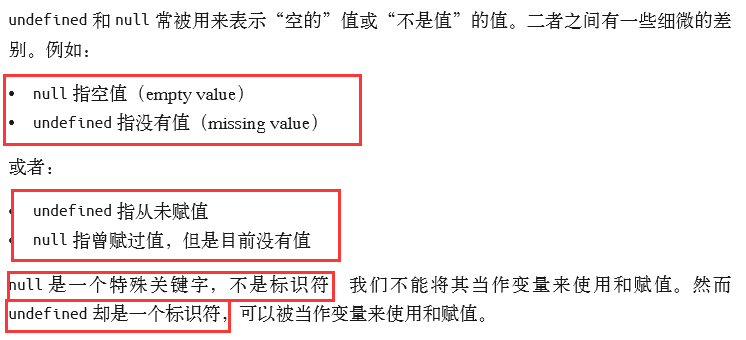 undefined 和 null 常被用来表示“空的”值或“不是值”的值。二者之间有一些细微的差
别。例如：
• null 指空值（empty value）
• undefined 指没有值（missing value）
或者：
• undefined 指从未赋值
• null 指曾赋过值，但是目前没有值
null 是一个特殊关键字，不是标识符 我们不能将其当作变量来使用和赋值。然而
undefined 却是一个标识符，可以被当作变量来使用和赋值。